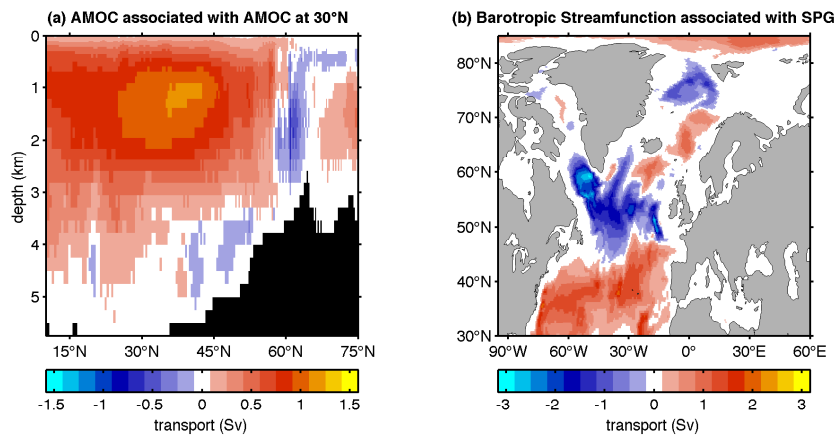 (a) AMOC associated with AMOC at 30°N
0
1
2
3
4
5
depth (km)
15°N 30°N 45°N 60°N 75°N
-1.5 -1 -0.5 0 0.5 1 1.5
transport (Sv)
(b) Barotropic Streamfunction associated with SPG
80°N
70°N
60°N
50°N
40°N
30°N
90°W 60°W 30°W 0° 30°E 60°E
-3 -2 -1 0 1 2 3
transport (Sv)